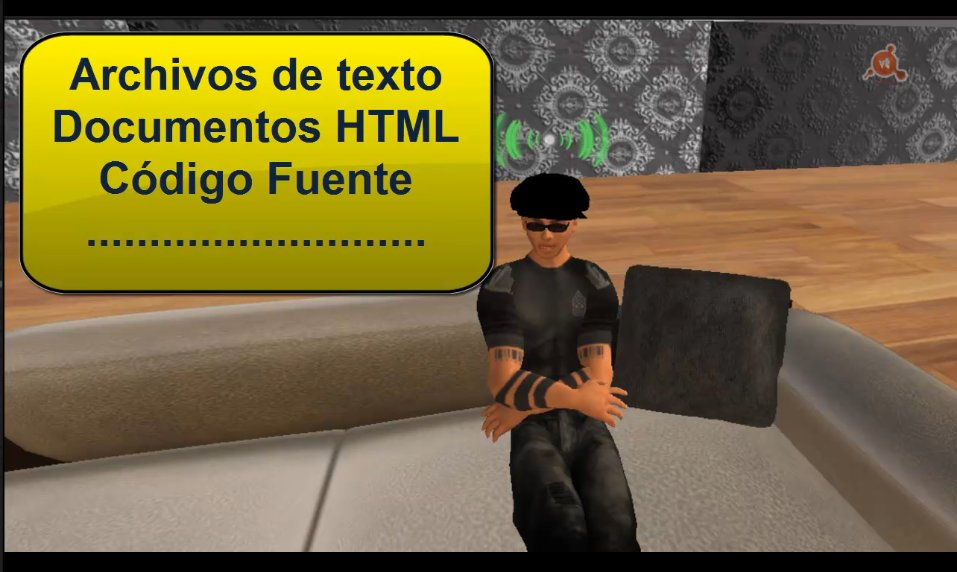 Archivos de texto
Documentos HTML
Código Fuente
...........................